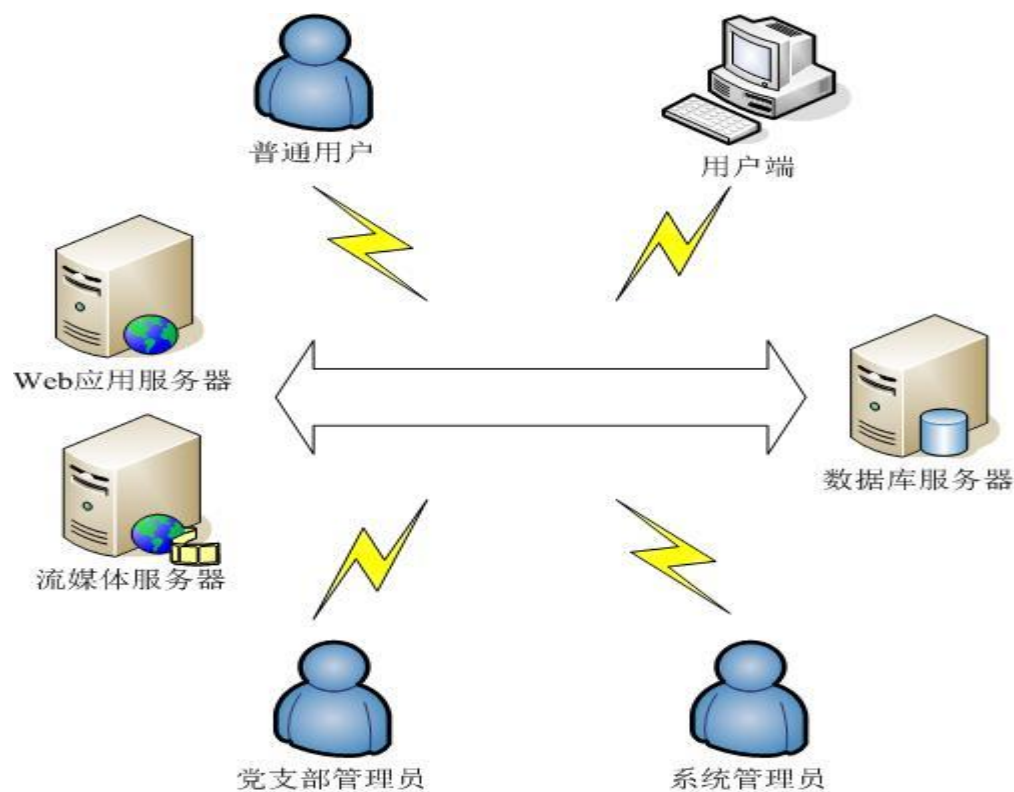 普通用户
用户端
Web应用服务器
数据库服务器
流媒体服务器
党支部管理员
系统管理员